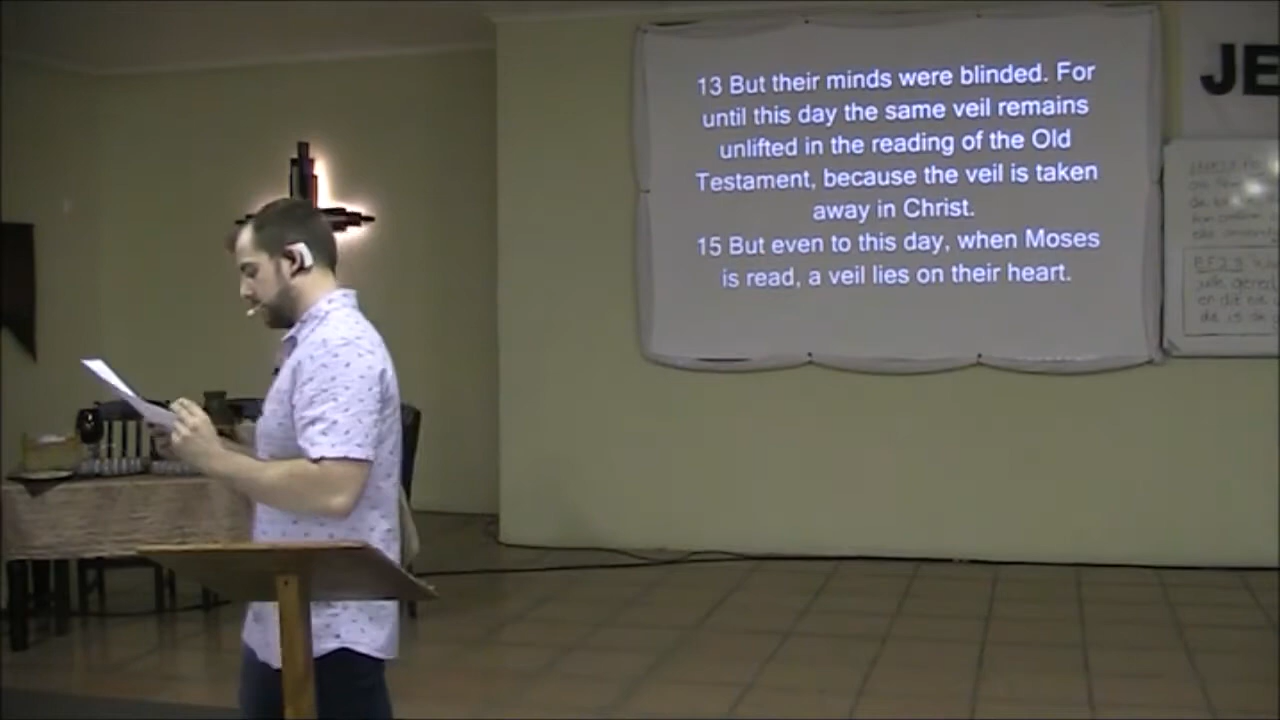 13 But their minds were blinded. For
until this day the same veil remains
unlifted in the reading of the Old
Testament, because the veil is taken
away in Christ.
15 But even to this day, when Moses
is read, a veil lies on their heart.
JE